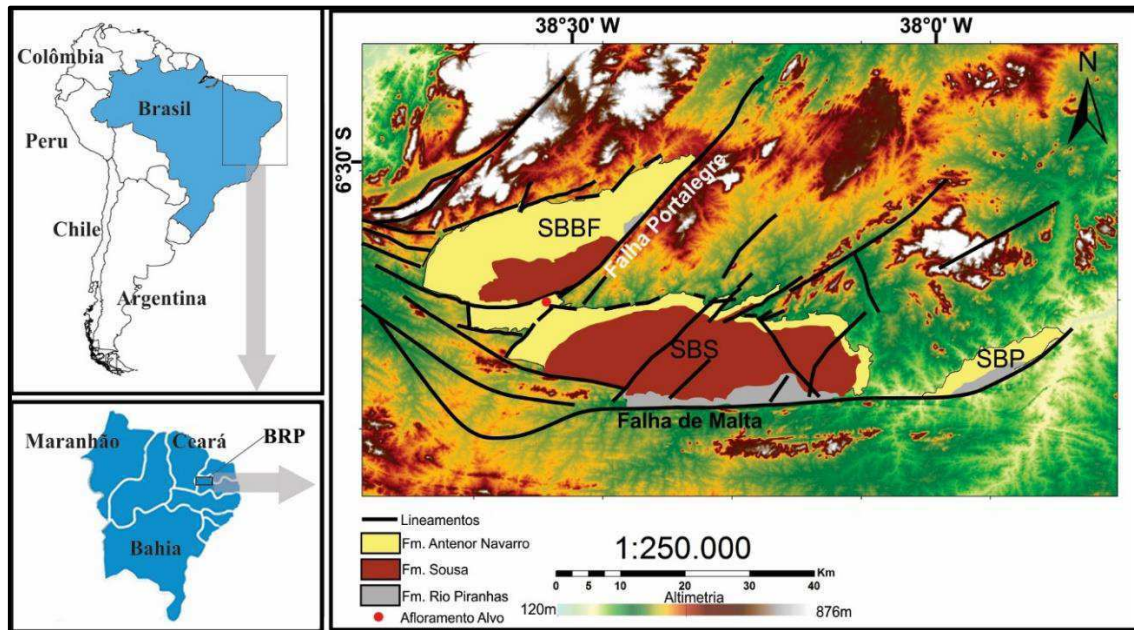 Colômbia
Brasil
Peru
Chile
Argentina
Maranhão
Ceará
BRP
Bahia
38°30' W
38°0' W
6°30' S
N
SBBF
Falha Portalegre
SBS
SBP
Falha de Malta
Lineamentos
Fm. Antenor Navarro
Fm. Sousa
Fm. Rio Piranhas
Afloramento Alvo
1:250.000
Km
0 5 10 20 30 40
Altimetria
120m 876m